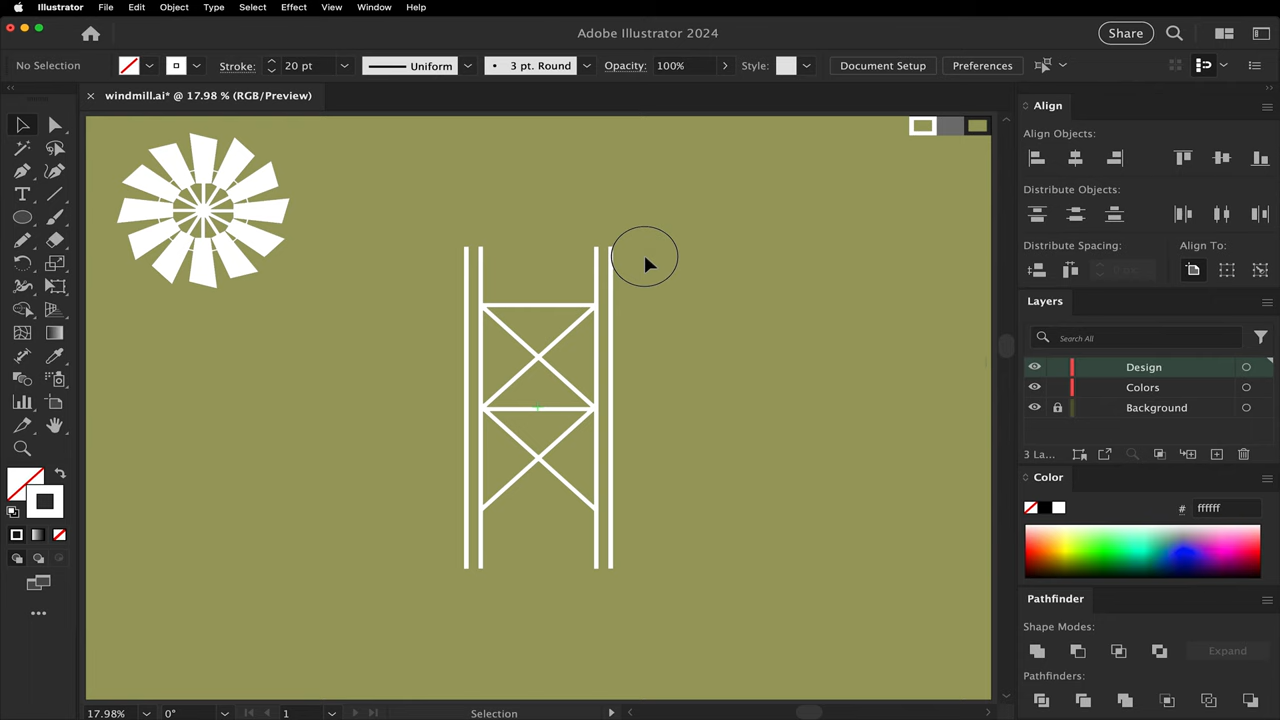 Illustrator File Edit Object Type Select Effect View Window Help
Adobe Illustrator 2024
Share
No Selection
Stroke:
20 pt
Uniform
3 pt. Round
Opacity:
100%
Style:
Document Setup
Preferences
windmill.ai* @ 17.98 % (RGB/Preview)
Align
Align Objects:
Distribute Objects:
Distribute Spacing:
Align To:
Layers
Search All
Design
Colors
Background
3 La...
Color
#
ffffff
Pathfinder
Shape Modes:
Expand
Pathfinders:
17.98%
0°
1
Selection